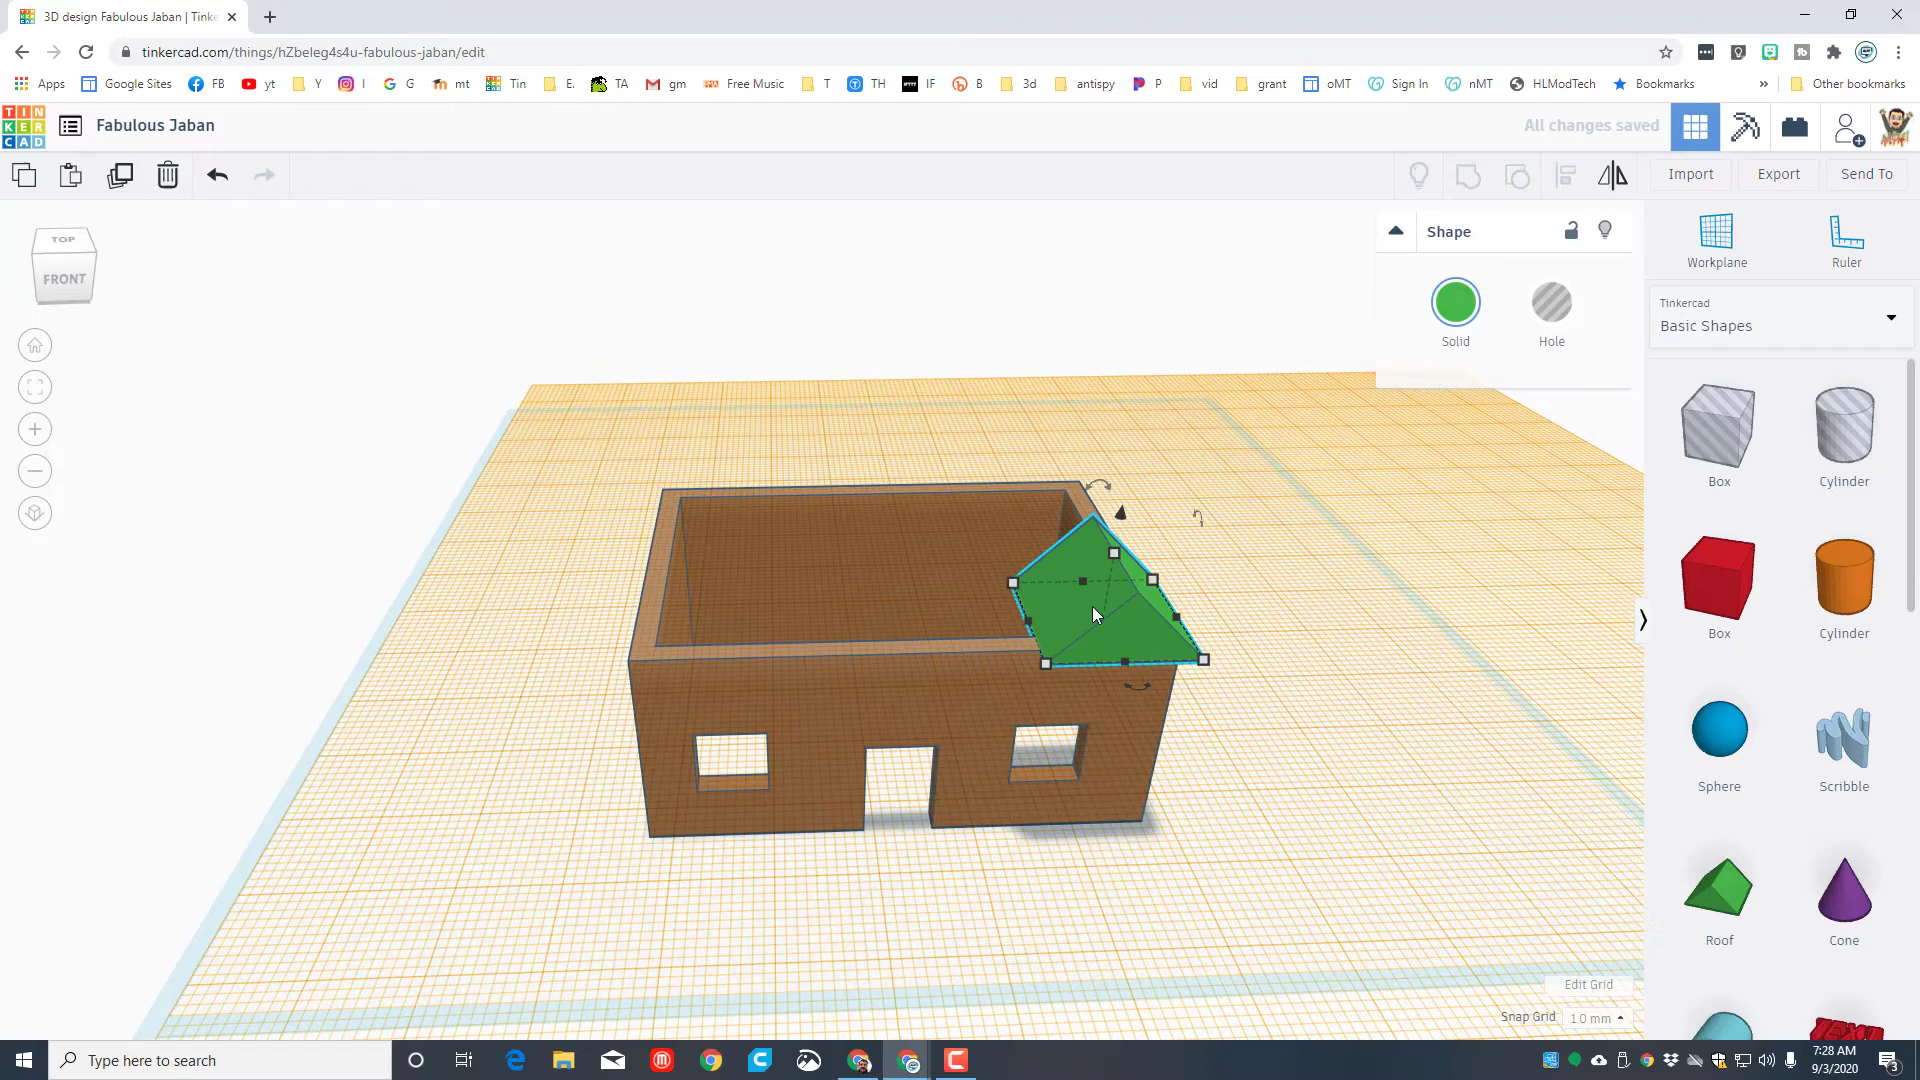 3D design Fabulous Jaban | Tinke
tinkercad.com/things/hZbeleg4s4u-fabulous-jaban/edit
Apps Google Sites FB yt Y I G mt Tin E. TA gm Free Music T TH IF B 3d antispy P vid grant oMT Sign In nMT HLModTech Bookmarks » Other bookmarks
TIN
KER
CAD
Fabulous Jaban
All changes saved
Import Export Send To
TOP
FRONT
Shape
Solid Hole
Workplane Ruler
Tinkercad
Basic Shapes
Box Cylinder
Box Cylinder
Sphere Scribble
Roof Cone
TEXT
Edit Grid
Snap Grid 1.0 mm
Type here to search
7:28 AM
9/3/2020
3